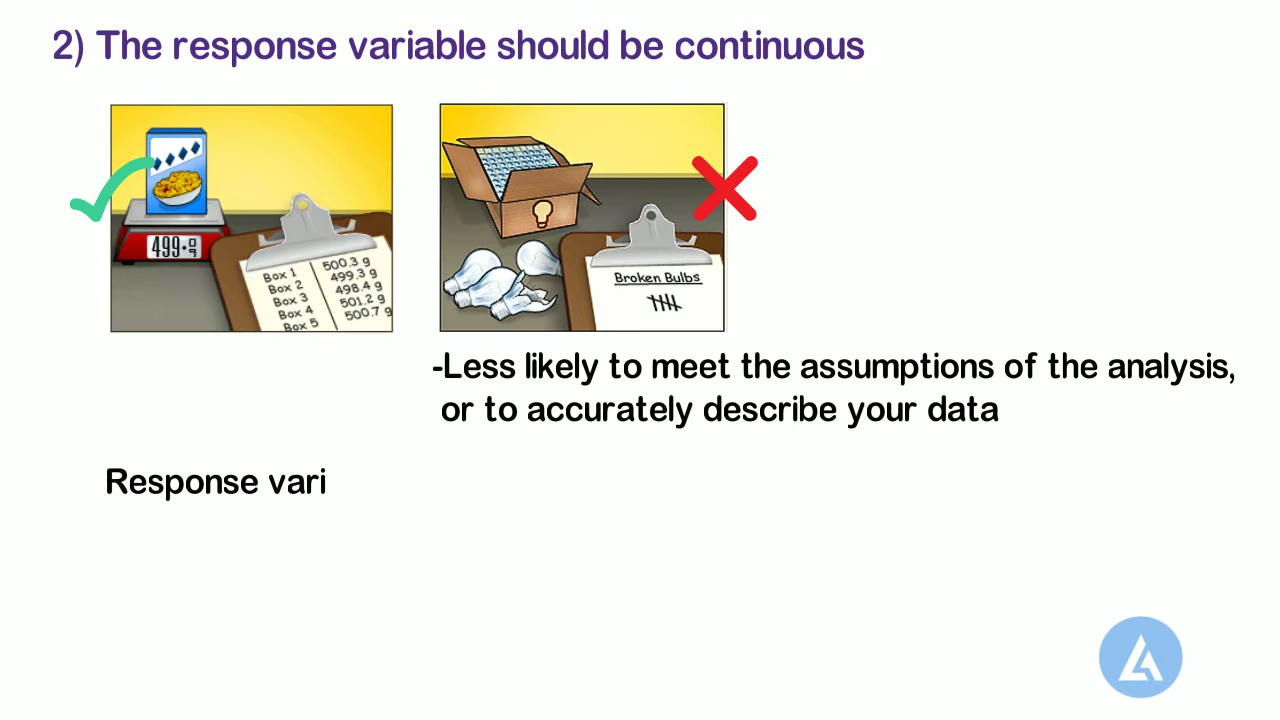 2) The response variable should be continuous
499.9
g
Box 1 500.3 g
Box 2 499.3 g
Box 3 498.4 g
Box 4 501.2 g
Box 5 500.7 g
Broken Bulbs
-Less likely to meet the assumptions of the analysis,
or to accurately describe your data
Response vari